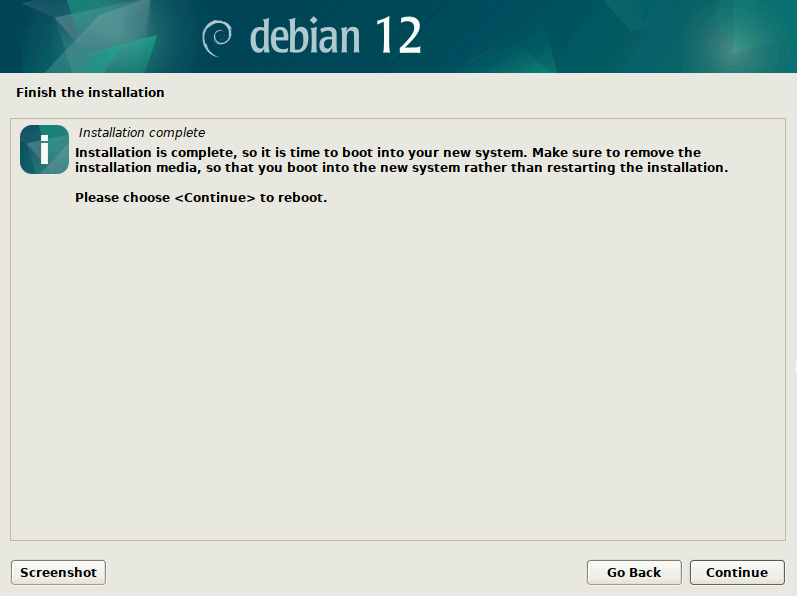 debian 12
Finish the installation
Installation complete
Installation is complete, so it is time to boot into your new system. Make sure to remove the
installation media, so that you boot into the new system rather than restarting the installation.
Please choose <Continue> to reboot.
Screenshot
Go Back
Continue